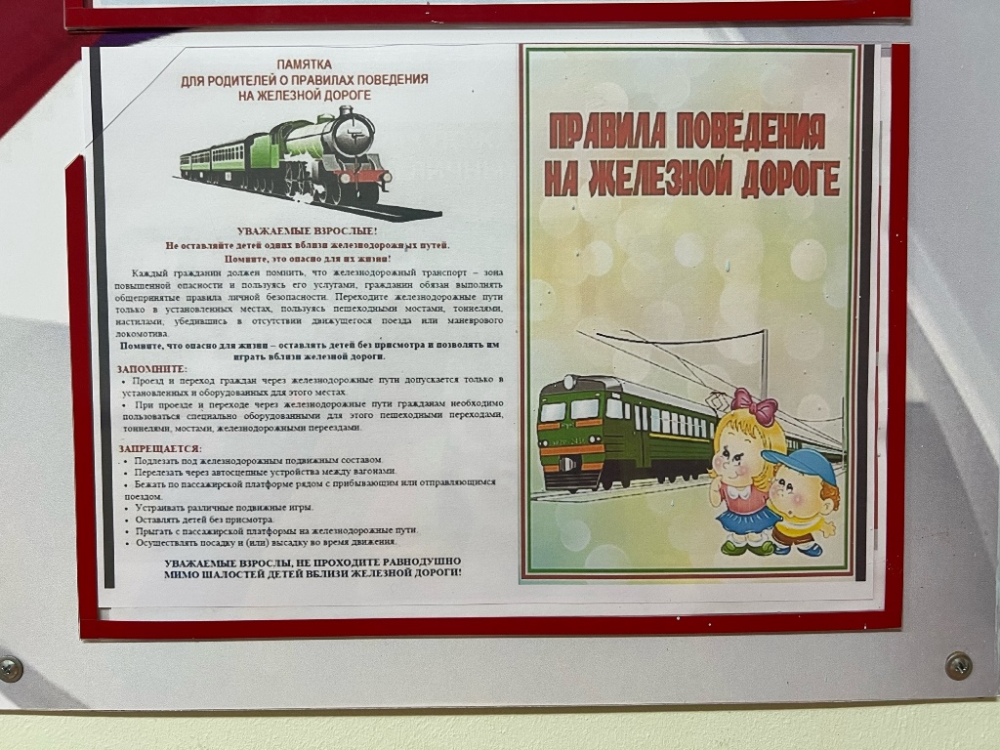 ПАМЯТКА
ДЛЯ РОДИТЕЛЕЙ О ПРАВИЛАХ ПОВЕДЕНИЯ
НА ЖЕЛЕЗНОЙ ДОРОГЕ
УВАЖАЕМЫЕ ВЗРОСЛЫЕ!
Не оставляйте детей одних вблизи железнодорожных путей.
Помните, это опасно для их жизни!
Каждый гражданин должен помнить, что железнодорожный транспорт – зона
повышенной опасности и пользуясь его услугами, гражданин обязан выполнять
общепринятые правила личной безопасности. Переходите железнодорожные пути
только в установленных местах, пользуясь пешеходными мостами, тоннелями,
настилами, убедившись в отсутствии движущегося поезда или маневрового
локомотива.
Помните, что опасно для жизни – оставлять детей без присмотра и позволять им
играть вблизи железной дороги.
ЗАПОМНИТЕ:
• Проезд и переход граждан через железнодорожные пути допускается только в
установленных и оборудованных для этого местах.
• При проезде и переходе через железнодорожные пути гражданам необходимо
пользоваться специально оборудованными для этого пешеходными переходами,
тоннелями, мостами, железнодорожными переездами.
ЗАПРЕЩАЕТСЯ:
• Подлезать под железнодорожным подвижным составом.
• Перелезать через автосцепные устройства между вагонами.
• Бежать по пассажирской платформе рядом с прибывающим или отправляющимся
поездом.
• Устраивать различные подвижные игры.
• Оставлять детей без присмотра.
• Прыгать с пассажирской платформы на железнодорожные пути.
• Осуществлять посадку и (или) высадку во время движения.
УВАЖАЕМЫЕ ВЗРОСЛЫ, НЕ ПРОХОДИТЕ РАВНОДУШНО
МИМО ШАЛОСТЕЙ ДЕТЕЙ ВБЛИЗИ ЖЕЛЕЗНОЙ ДОРОГИ!
ПРАВИЛА ПОВЕДЕНИЯ
НА ЖЕЛЕЗНОЙ ДОРОГЕ